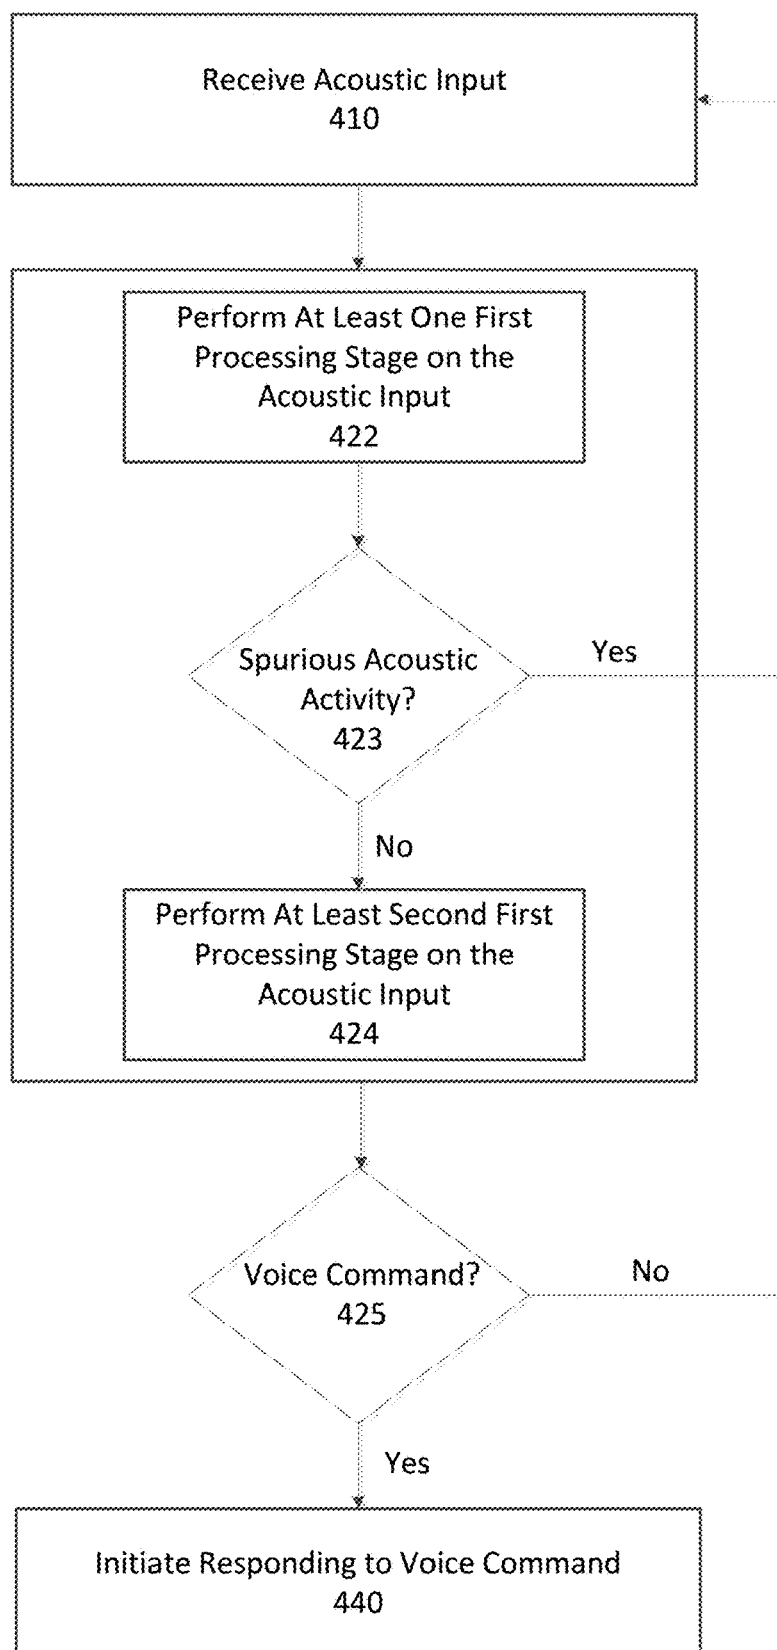 Receive Acoustic Input
410
Perform At Least One First
Processing Stage on the
Acoustic Input
422
Spurious Acoustic
Activity?
423
Yes
No
Perform At Least Second First
Processing Stage on the
Acoustic Input
424
Voice Command?
425
No
Yes
Initiate Responding to Voice Command
440